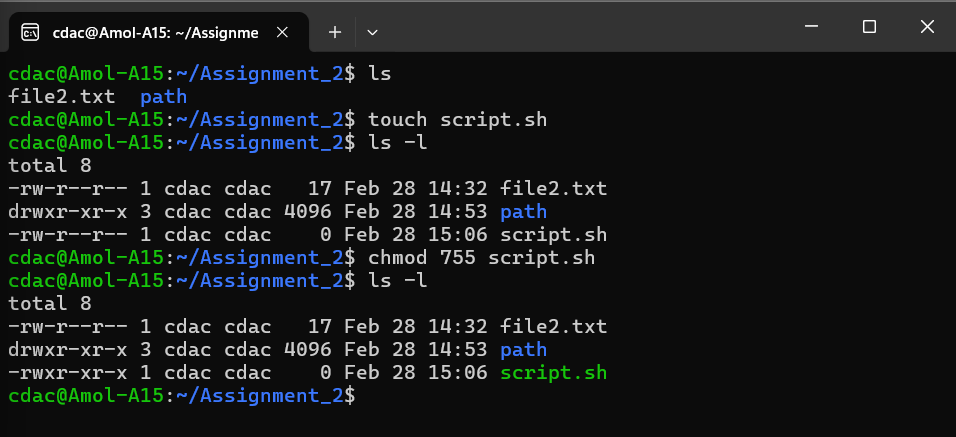 cdac@Amol-A15: ~/Assignme
cdac@Amol-A15:~/Assignment_2$ ls
file2.txt  path
cdac@Amol-A15:~/Assignment_2$ touch script.sh
cdac@Amol-A15:~/Assignment_2$ ls -l
total 8
-rw-r--r-- 1 cdac cdac   17 Feb 28 14:32 file2.txt
drwxr-xr-x 3 cdac cdac 4096 Feb 28 14:53 path
-rw-r--r-- 1 cdac cdac    0 Feb 28 15:06 script.sh
cdac@Amol-A15:~/Assignment_2$ chmod 755 script.sh
cdac@Amol-A15:~/Assignment_2$ ls -l
total 8
-rw-r--r-- 1 cdac cdac   17 Feb 28 14:32 file2.txt
drwxr-xr-x 3 cdac cdac 4096 Feb 28 14:53 path
-rwxr-xr-x 1 cdac cdac    0 Feb 28 15:06 script.sh
cdac@Amol-A15:~/Assignment_2$